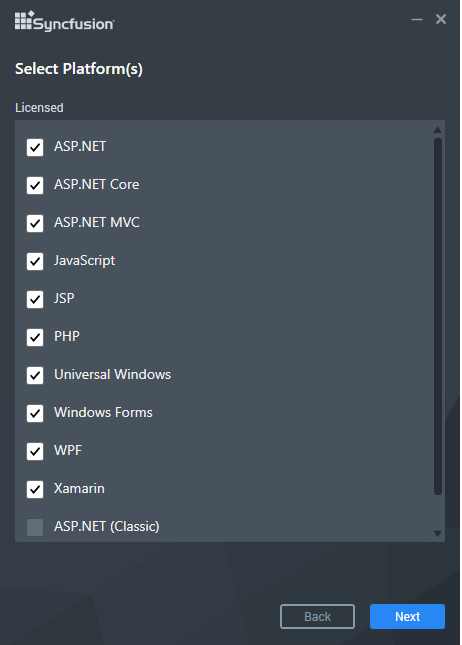 Syncfusion
Select Platform(s)
Licensed
ASP.NET
ASP.NET Core
ASP.NET MVC
JavaScript
JSP
PHP
Universal Windows
Windows Forms
WPF
Xamarin
ASP.NET (Classic)
Back
Next